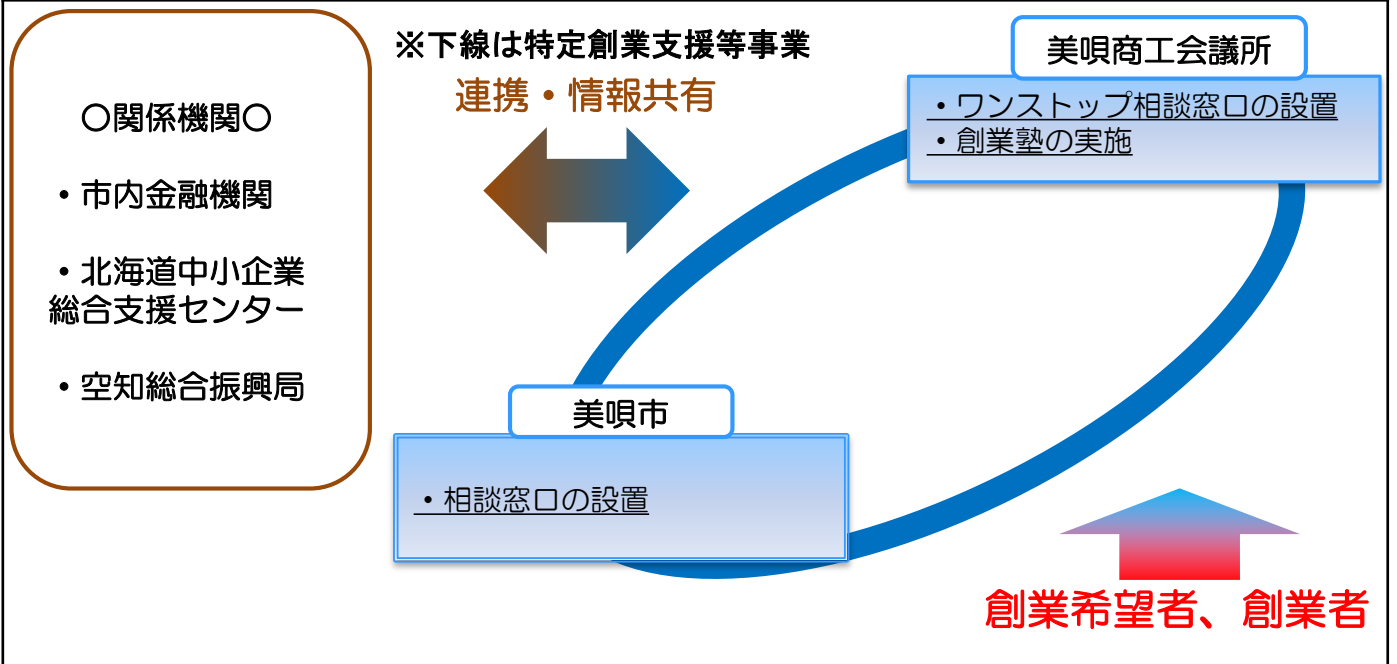 〇関係機関〇
・市内金融機関
・北海道中小企業
総合支援センター
・空知総合振興局
※下線は特定創業支援等事業
連携・情報共有
美唄商工会議所
・ワンストップ相談窓口の設置
・創業塾の実施
美唄市
・相談窓口の設置
創業希望者、創業者